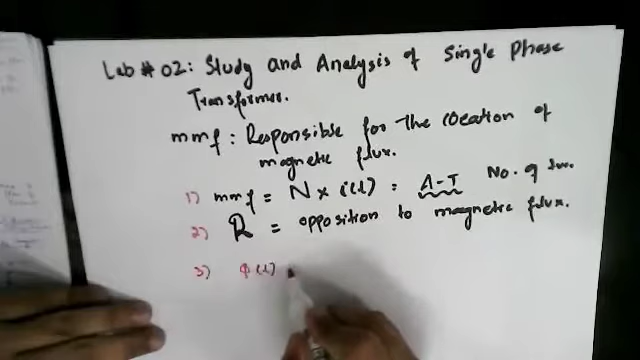 Lab # 02: Study and Analysis of Single Phase
Transformer.
mmf : Responsible for the creation of
magnetic flux.
1) mmf = N × i(t) = A-T No. of
2) R = opposition to magnetic flux.
3) φ(t)